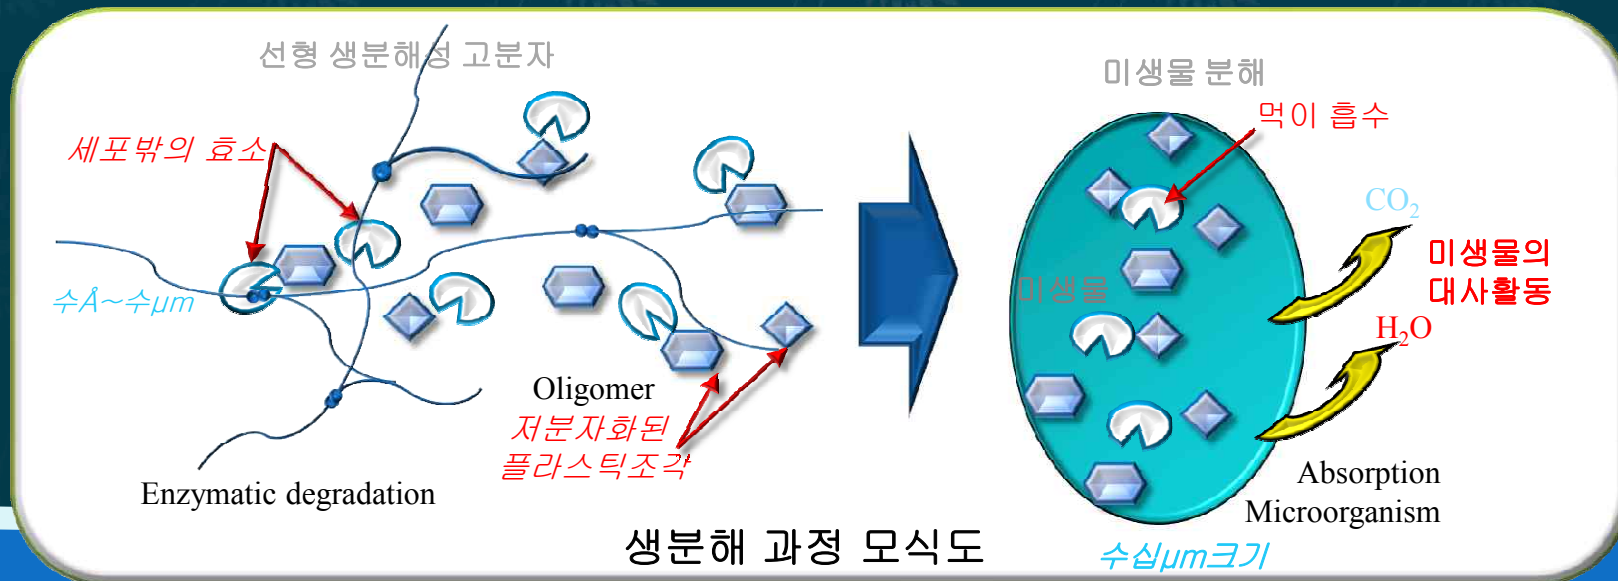 선형 생분해성 고분자
세포밖의 효소
수Å~수μm
Oligomer
저분자화된
플라스틱조각
Enzymatic degradation
미생물 분해
먹이 흡수
미생물
CO₂
미생물의
대사활동
H₂O
Absorption
Microorganism
수십μm크기
생분해 과정 모식도